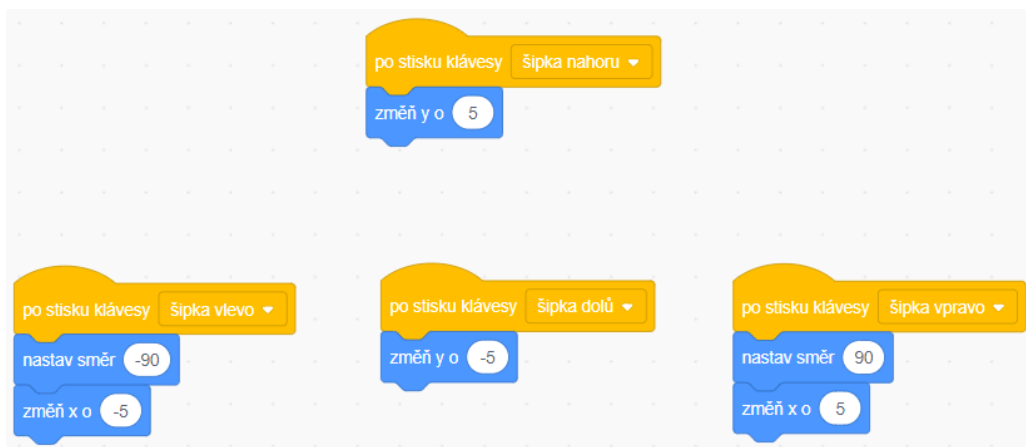 po stisku klávesy šipka nahoru
změň y o 5
po stisku klávesy šipka vlevo
nastav směr -90
změň x o -5
po stisku klávesy šipka dolů
změň y o -5
po stisku klávesy šipka vpravo
nastav směr 90
změň x o 5